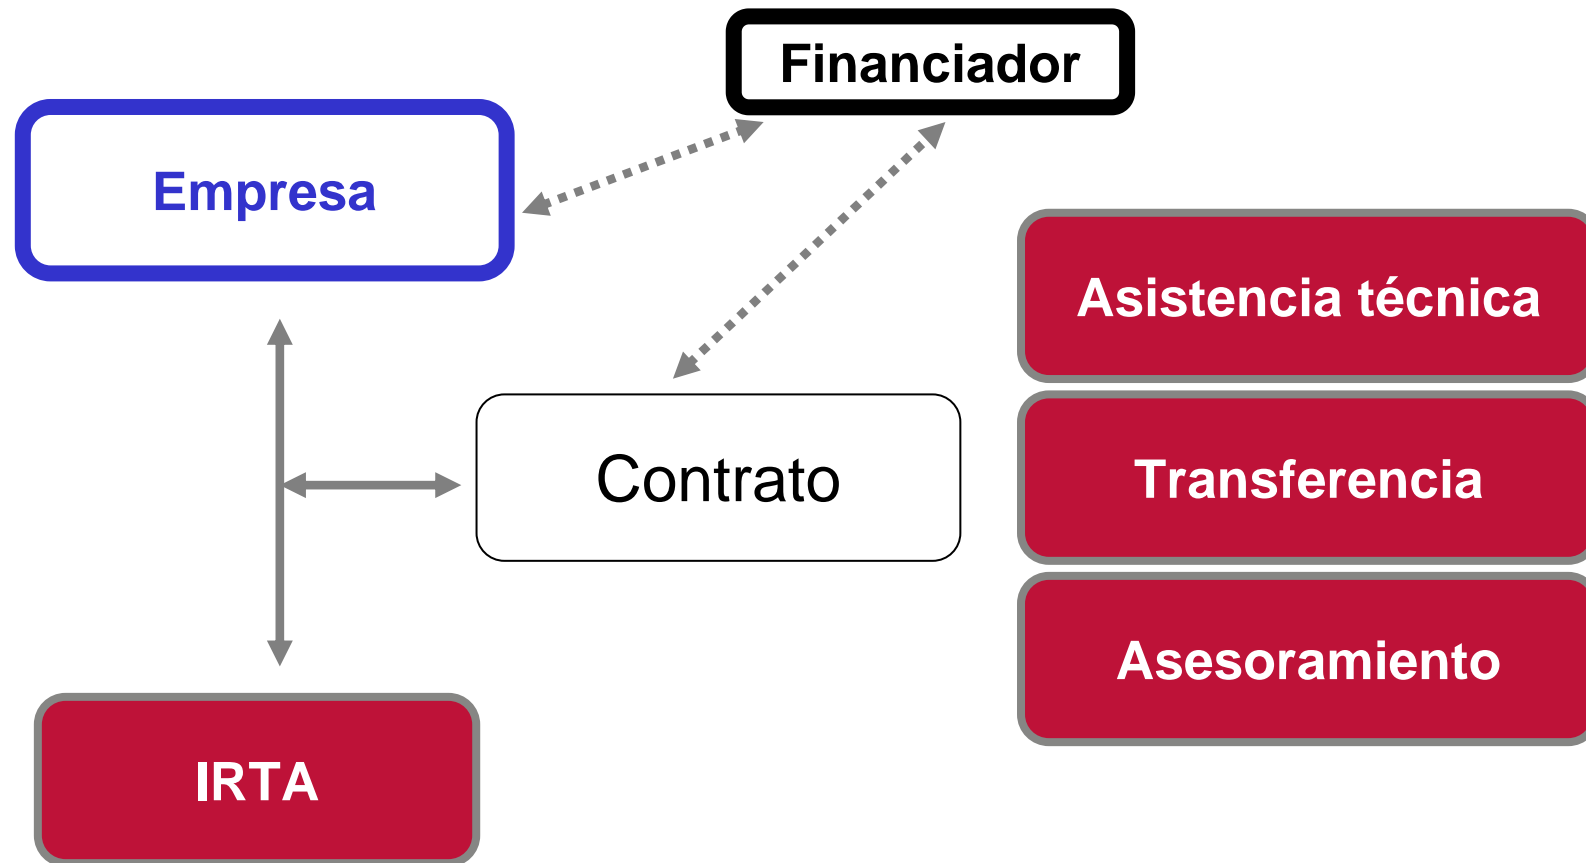 Financiador
Empresa
Asistencia técnica
Contrato
Transferencia
Asesoramiento
IRTA